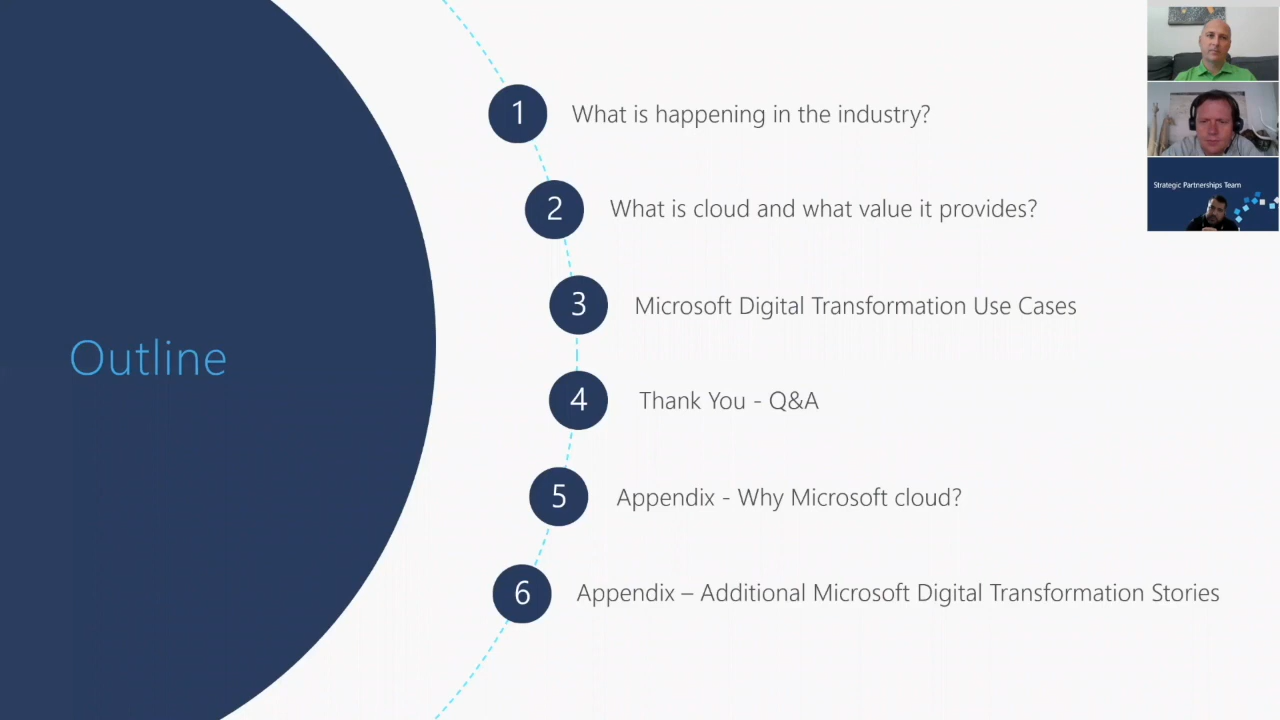 Outline
1
What is happening in the industry?
2
What is cloud and what value it provides?
3
Microsoft Digital Transformation Use Cases
4
Thank You - Q&A
5
Appendix - Why Microsoft cloud?
6
Appendix – Additional Microsoft Digital Transformation Stories
Strategic Partnerships Team